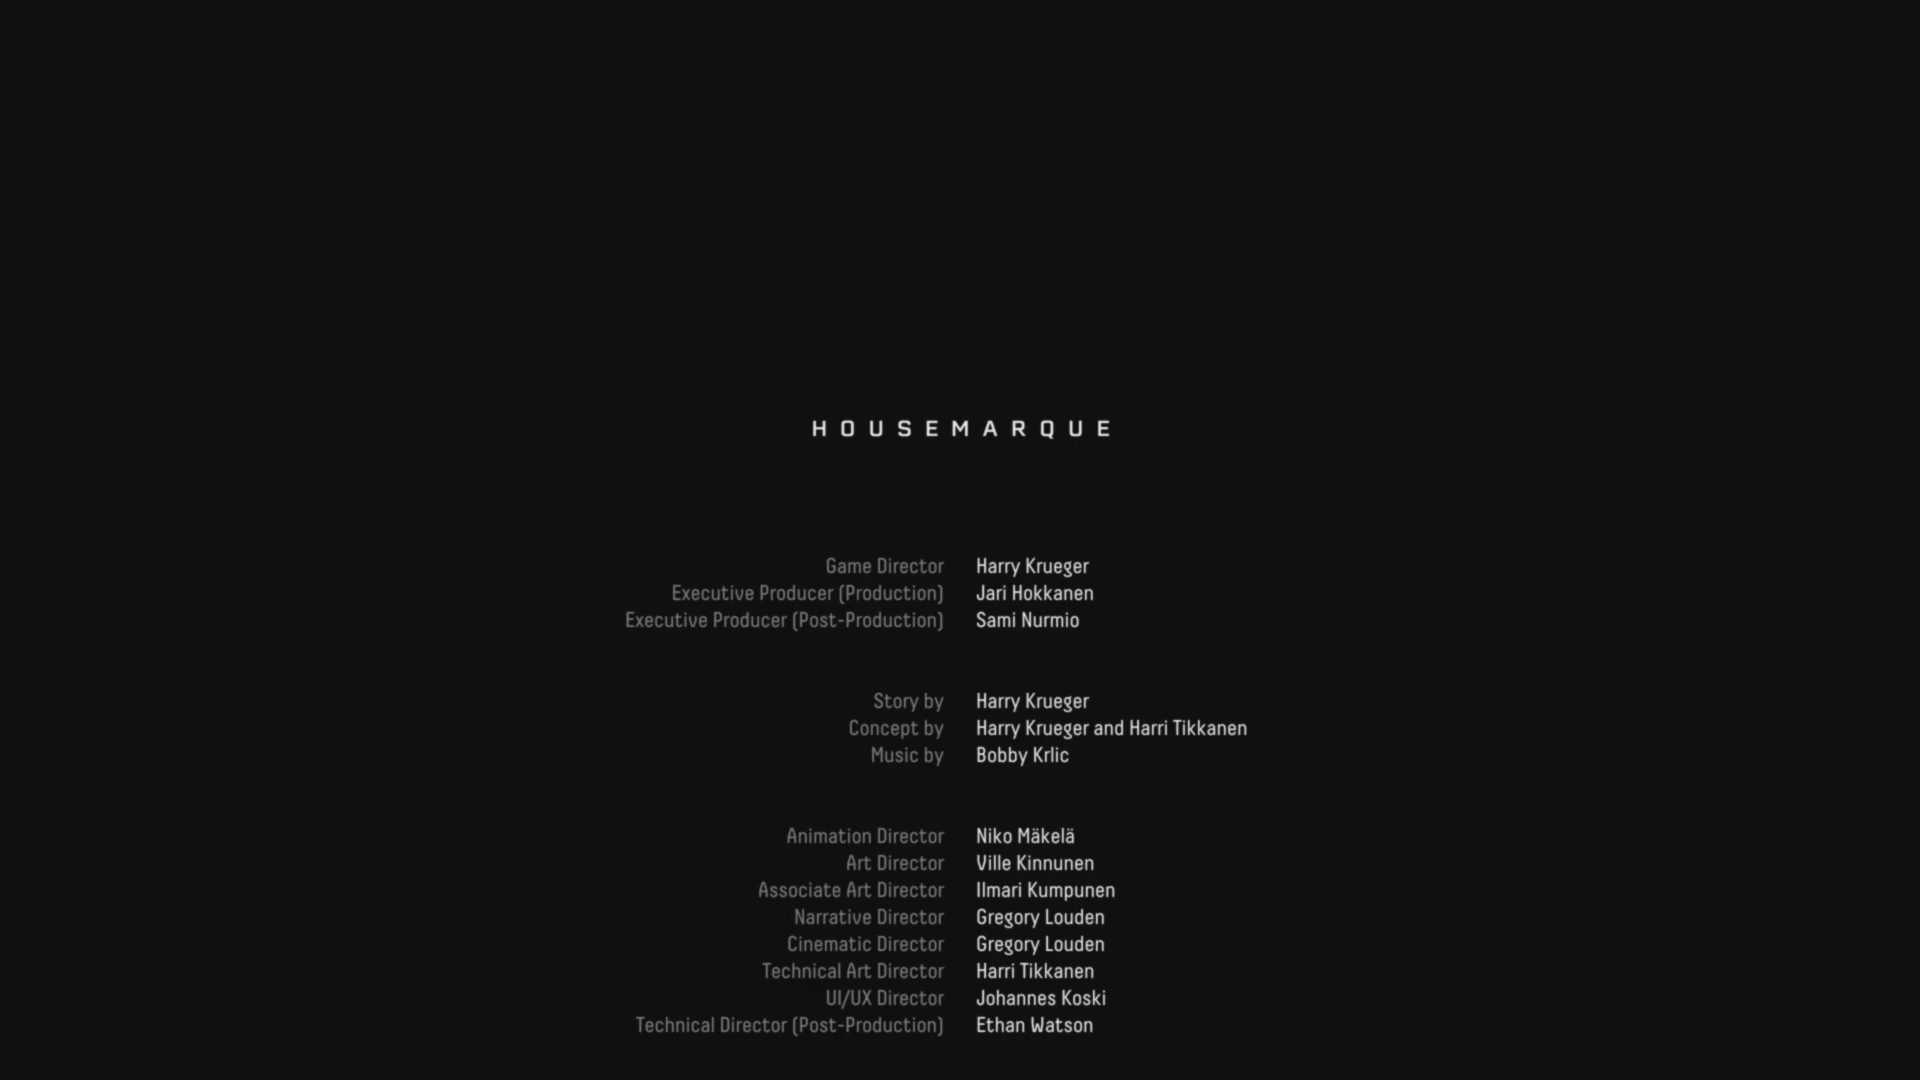 HOUSEMARQUE
Game Director Harry Krueger
Executive Producer (Production) Jari Hokkanen
Executive Producer (Post-Production) Sami Nurmio
Story by Harry Krueger
Concept by Harry Krueger and Harri Tikkanen
Music by Bobby Krlic
Animation Director Niko Mäkelä
Art Director Ville Kinnunen
Associate Art Director Ilmari Kumpunen
Narrative Director Gregory Louden
Cinematic Director Gregory Louden
Technical Art Director Harri Tikkanen
UI/UX Director Johannes Koski
Technical Director (Post-Production) Ethan Watson